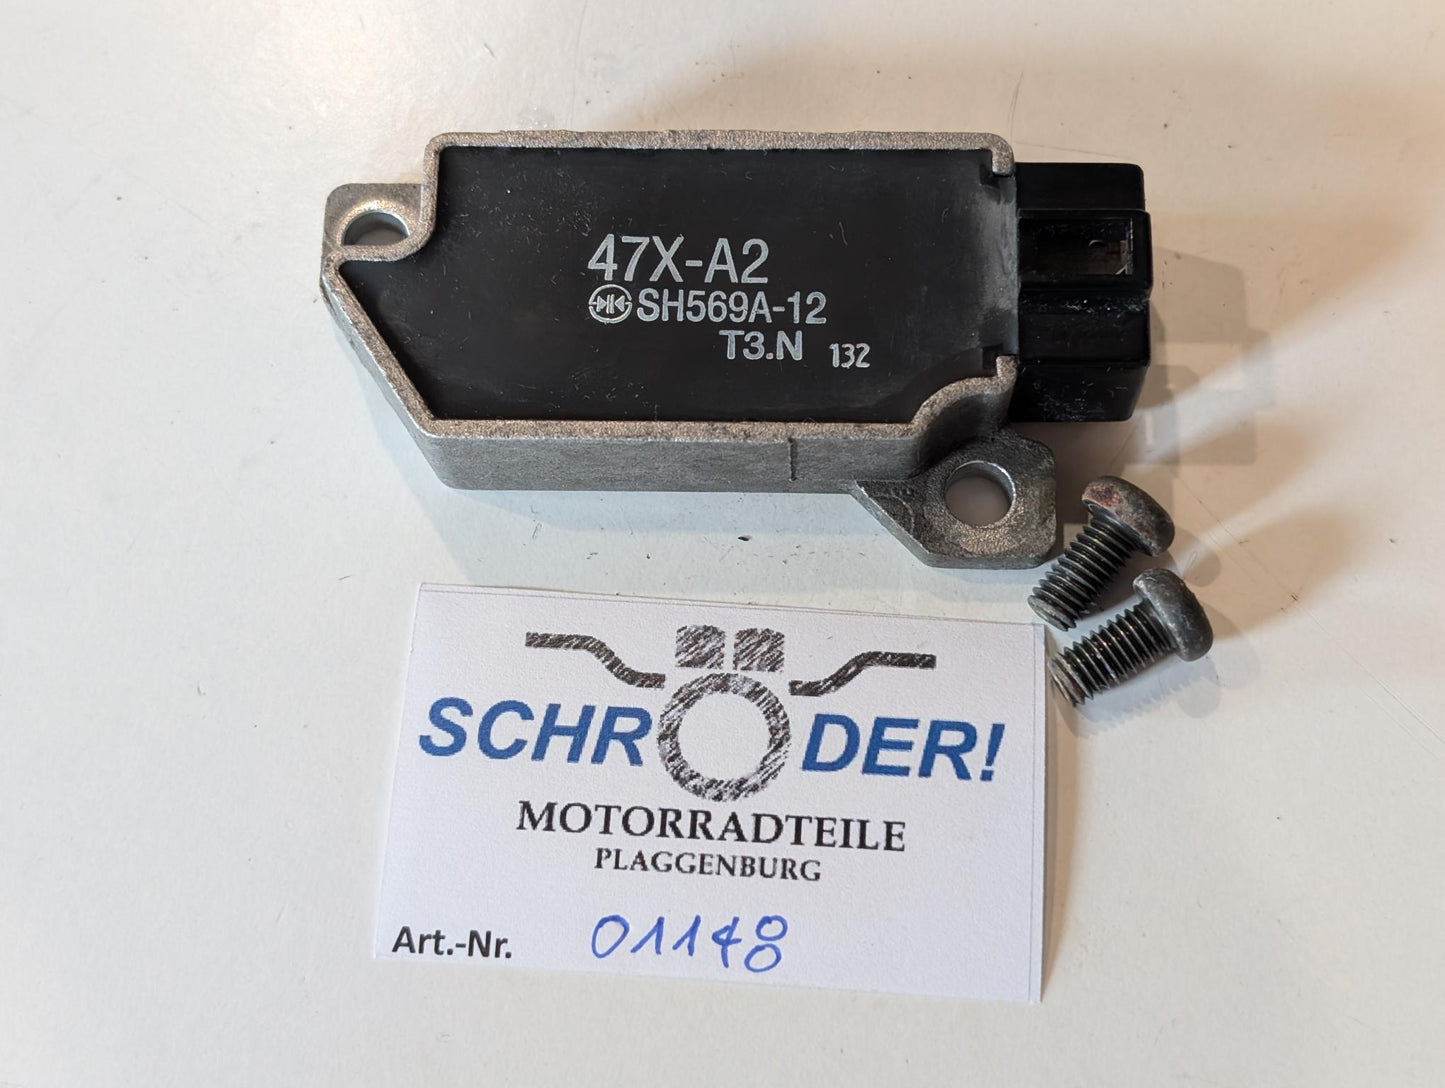 47X-A2
SH569A-12
T3.N 132
SCHRÖDER!
MOTORRADTEILE
PLAGGENBURG
Art.-Nr. 01148